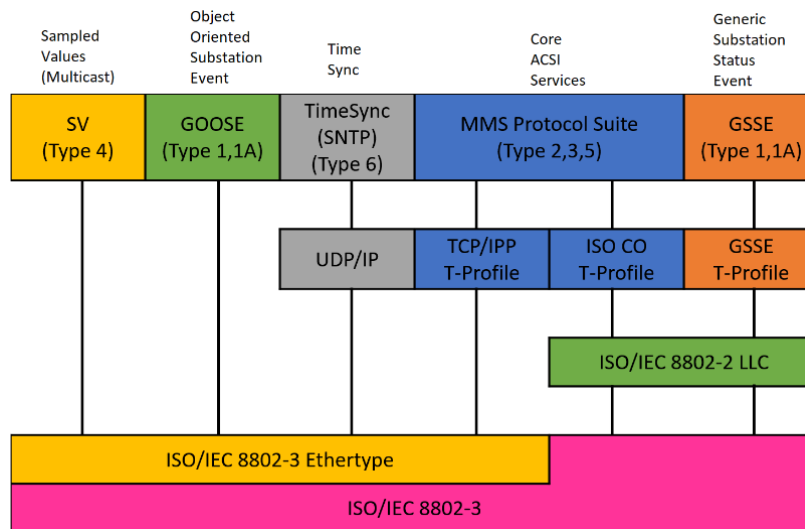 Sampled
Values
(Multicast)
Object
Oriented
Substation
Event
Time
Sync
Core
ACSI
Services
Generic
Substation
Status
Event
SV
(Type 4)
GOOSE
(Type 1,1A)
TimeSync
(SNTP)
(Type 6)
MMS Protocol Suite
(Type 2,3,5)
GSSE
(Type 1,1A)
UDP/IP
TCP/IPP
T-Profile
ISO CO
T-Profile
GSSE
T-Profile
ISO/IEC 8802-2 LLC
ISO/IEC 8802-3 Ethertype
ISO/IEC 8802-3